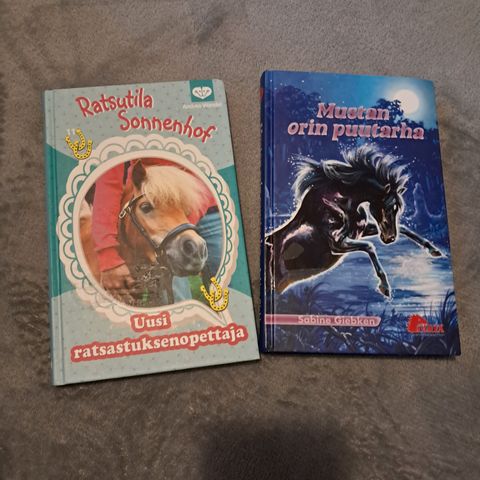 Ratsutila
Sonnenhof
Uusi
ratsastuksenopettaja
Mustan
orin puutarha
Sabine Giebken